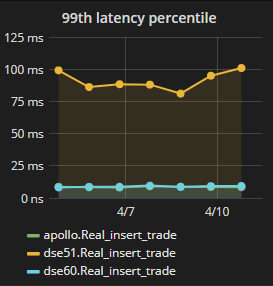 99th latency percentile
125 ms
100 ms
75 ms
50 ms
25 ms
0 ns
4/7 4/10
apollo.Real_insert_trade
dse51.Real_insert_trade
dse60.Real_insert_trade